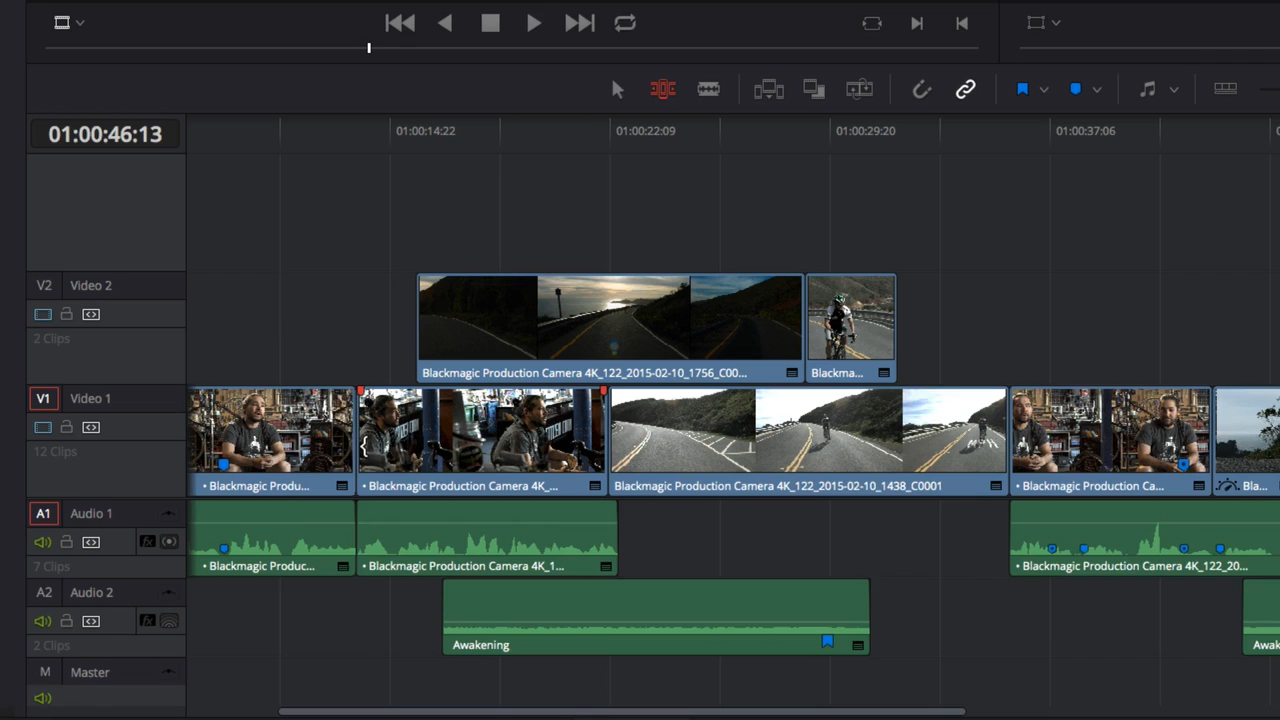 01:00:46:13
01:00:14:22
01:00:22:09
01:00:29:20
01:00:37:06
V2 Video 2
2 Clips
Blackmagic Production Camera 4K_122_2015-02-10_1756_C00...
Blackma...
V1 Video 1
12 Clips
• Blackmagic Produ...
• Blackmagic Production Camera 4K_...
Blackmagic Production Camera 4K_122_2015-02-10_1438_C0001
• Blackmagic Production Ca...
Bla...
A1 Audio 1
fx
7 Clips
• Blackmagic Produc...
• Blackmagic Production Camera 4K_1...
• Blackmagic Production Camera 4K_122_20...
A2 Audio 2
fx
2 Clips
Awakening
Awak
M Master